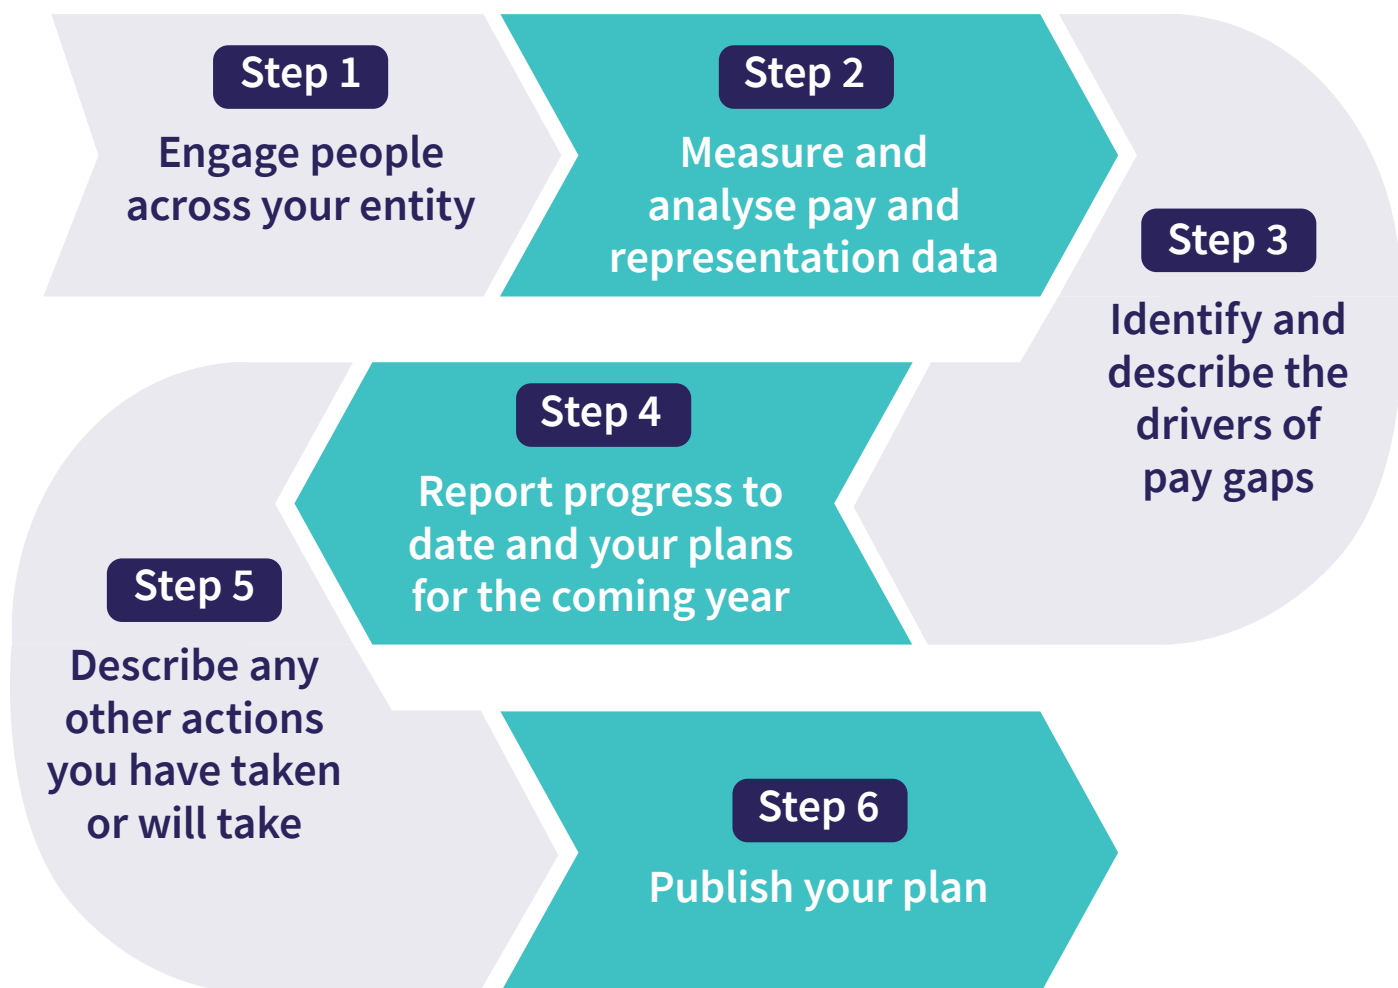 Step 1
Engage people
across your entity
Step 2
Measure and
analyse pay and
representation data
Step 3
Identify and
describe the
drivers of
pay gaps
Step 4
Report progress to
date and your plans
for the coming year
Step 5
Describe any
other actions
you have taken
or will take
Step 6
Publish your plan